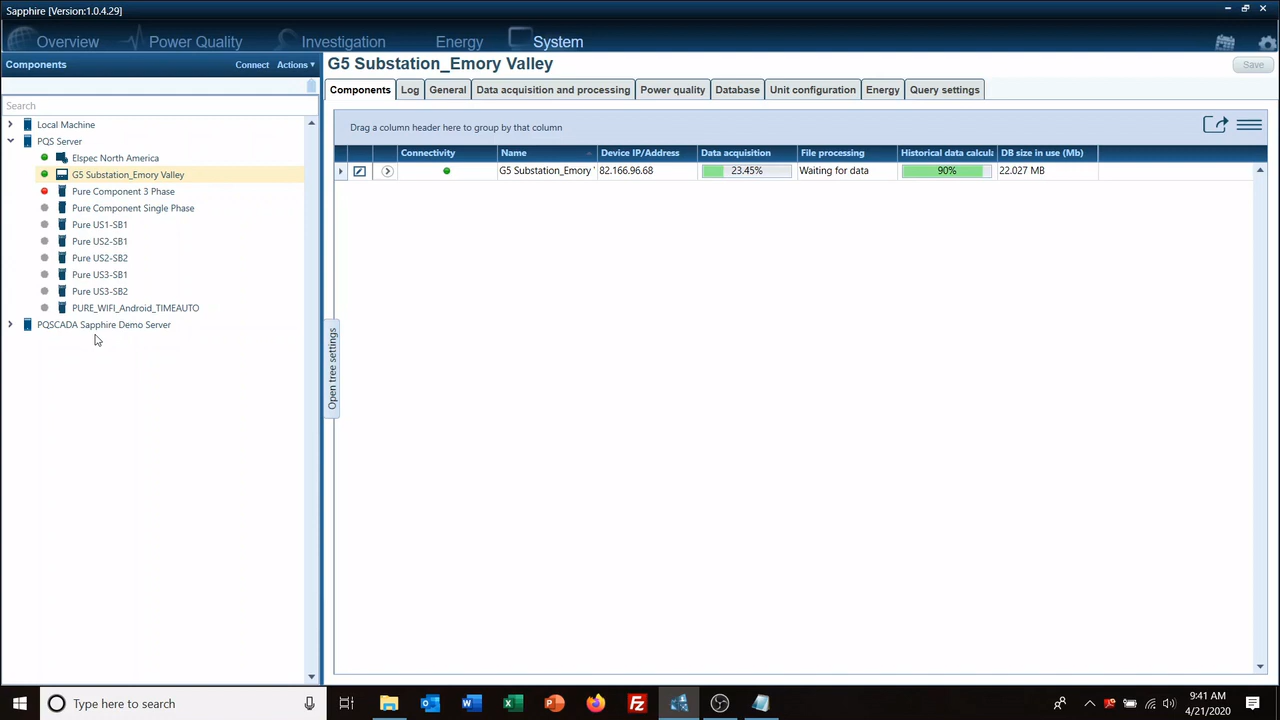 Sapphire [Version:1.0.4.29]
Overview Power Quality Investigation Energy System
Components Connect Actions
G5 Substation_Emory Valley
Save
Components Log General Data acquisition and processing Power quality Database Unit configuration Energy Query settings
Search
Drag a column header here to group by that column
Connectivity Name Device IP/Address Data acquisition File processing Historical data calcula DB size in use (Mb)
G5 Substation_Emory 82.166.96.68 23.45% Waiting for data 90% 22.027 MB
Local Machine
PQS Server
Elspec North America
G5 Substation_Emory Valley
Pure Component 3 Phase
Pure Component Single Phase
Pure US1-SB1
Pure US2-SB1
Pure US2-SB2
Pure US3-SB1
Pure US3-SB2
PURE_WIFI_Android_TIMEAUTO
PQSCADA Sapphire Demo Server
Open tree settings
Type here to search
9:41 AM
4/21/2020